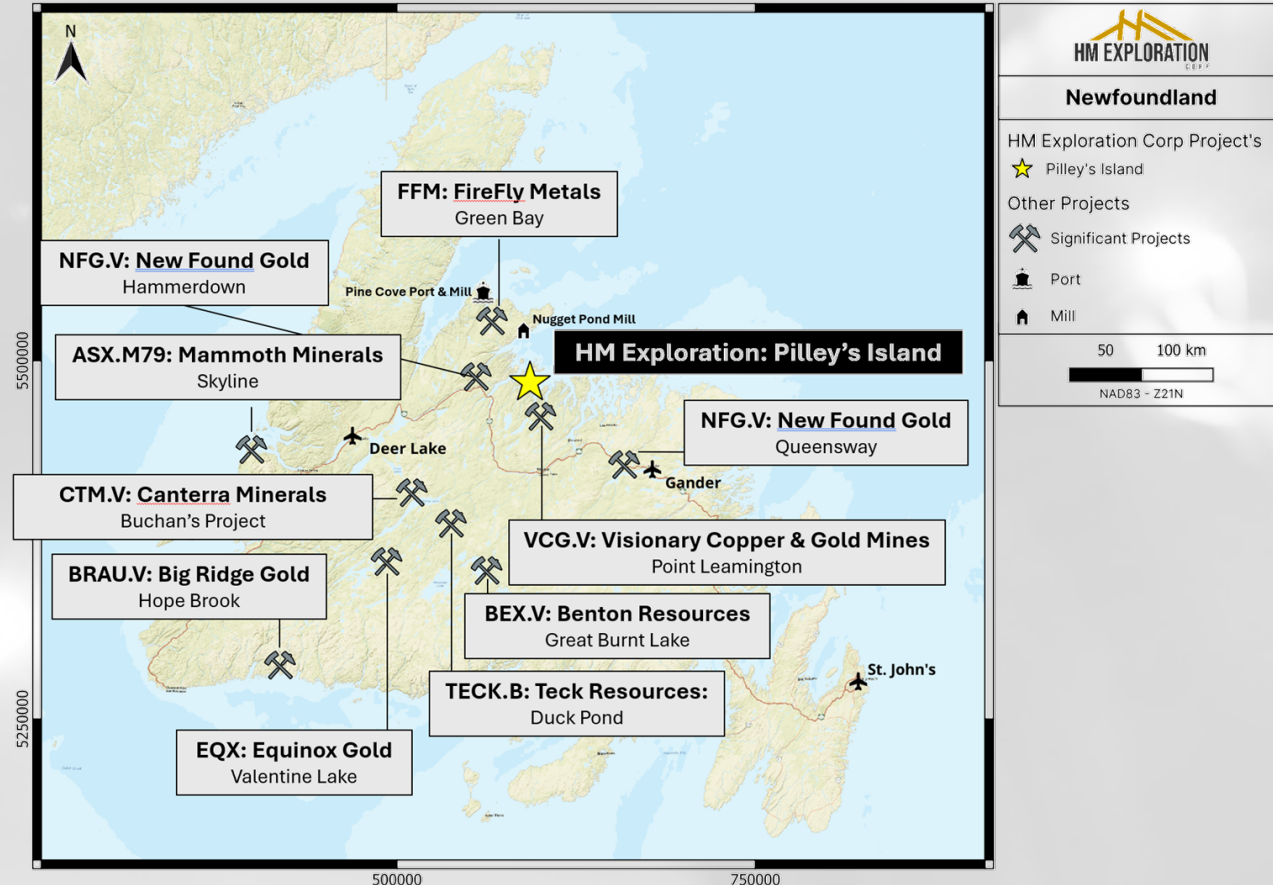 N
FFM: FireFly Metals
Green Bay
NFG.V: New Found Gold
Hammerdown
Pine Cove Port & Mill
Nugget Pond Mill
ASX.M79: Mammoth Minerals
Skyline
HM Exploration: Pilley's Island
NFG.V: New Found Gold
Queensway
Deer Lake
Gander
CTM.V: Canterra Minerals
Buchan's Project
VCG.V: Visionary Copper & Gold Mines
Point Leamington
BRAU.V: Big Ridge Gold
Hope Brook
BEX.V: Benton Resources
Great Burnt Lake
TECK.B: Teck Resources:
Duck Pond
St. John's
EQX: Equinox Gold
Valentine Lake
5500000
5250000
500000
750000
HM EXPLORATION
CORP
Newfoundland
HM Exploration Corp Project's
Pilley's Island
Other Projects
Significant Projects
Port
Mill
50 100 km
NAD83 - Z21N